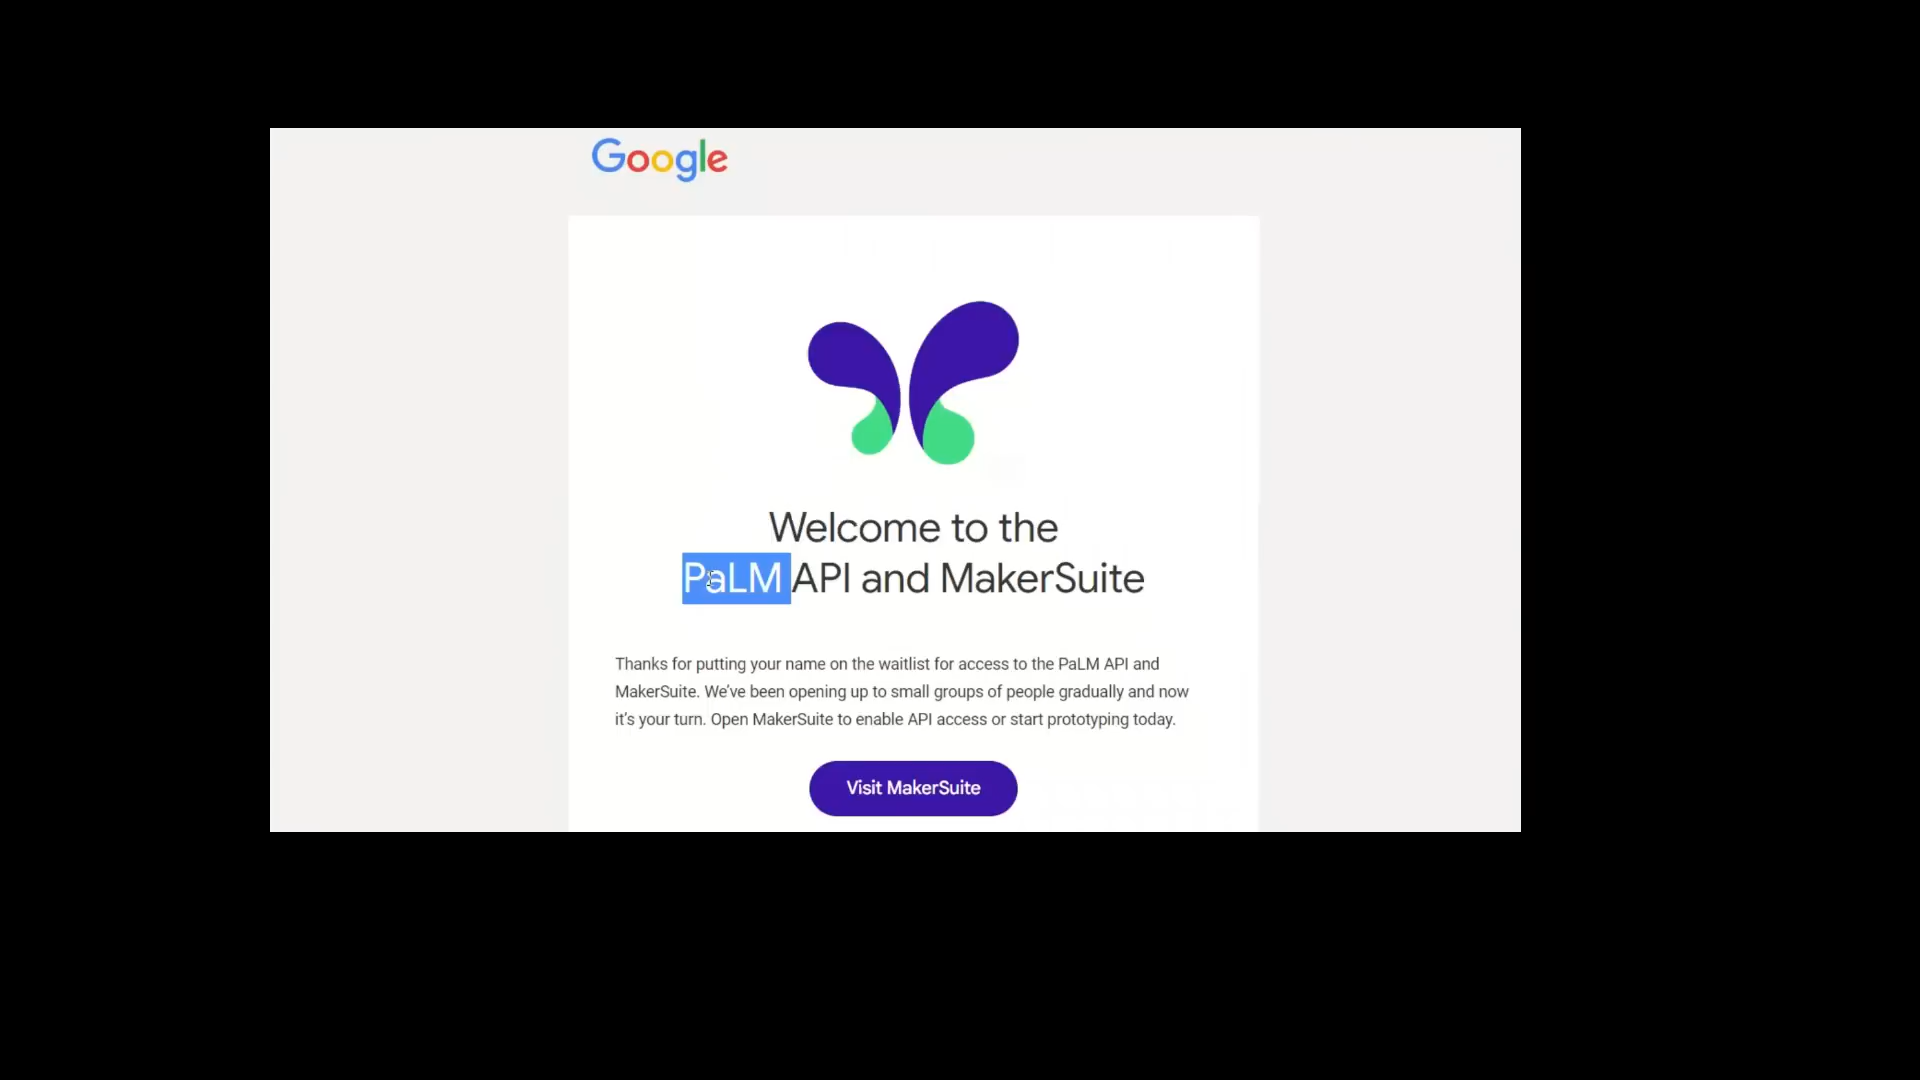 Google
Welcome to the
PaLM API and MakerSuite
Thanks for putting your name on the waitlist for access to the PaLM API and
MakerSuite. We've been opening up to small groups of people gradually and now
it's your turn. Open MakerSuite to enable API access or start prototyping today.
Visit MakerSuite